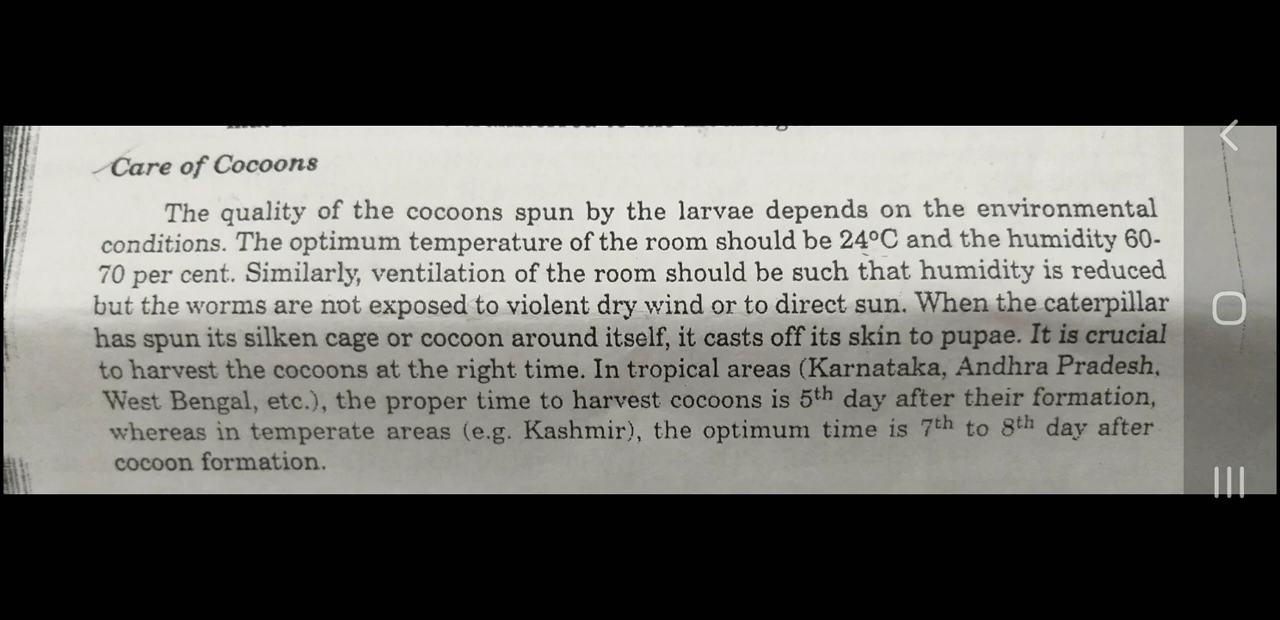 Care of Cocoons
The quality of the cocoons spun by the larvae depends on the environmental
conditions. The optimum temperature of the room should be 24ºC and the humidity 60-
70 per cent. Similarly, ventilation of the room should be such that humidity is reduced
but the worms are not exposed to violent dry wind or to direct sun. When the caterpillar
has spun its silken cage or cocoon around itself, it casts off its skin to pupae. It is crucial
to harvest the cocoons at the right time. In tropical areas (Karnataka, Andhra Pradesh,
West Bengal, etc.), the proper time to harvest cocoons is 5th day after their formation,
whereas in temperate areas (e.g. Kashmir), the optimum time is 7th to 8th day after
cocoon formation.